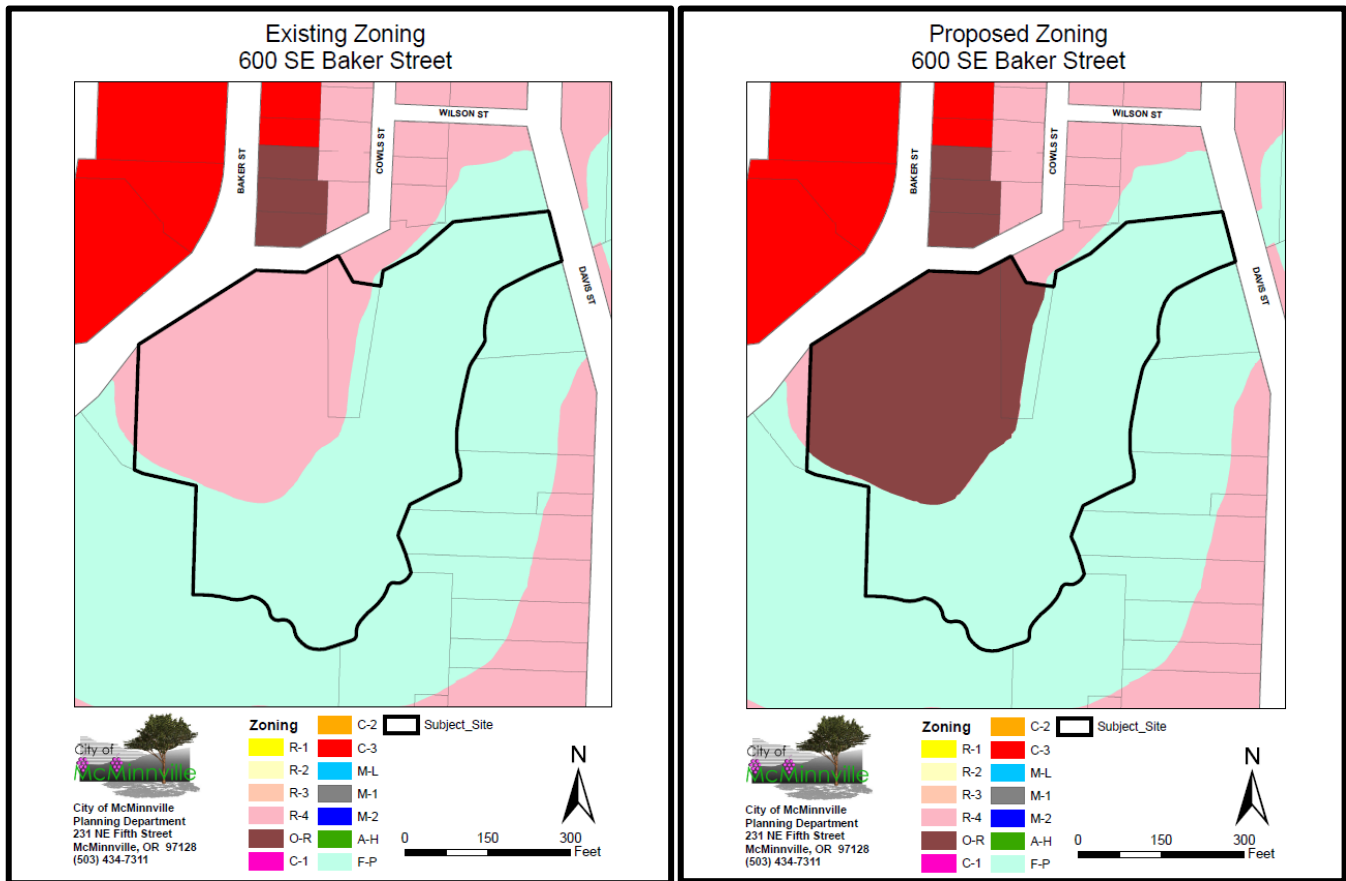 Existing Zoning
600 SE Baker Street
WILSON ST
BAKER ST
COWLS ST
DAVIS ST
City of
McMinnville
City of McMinnville
Planning Department
231 NE Fifth Street
McMinnville, OR 97128
(503) 434-7311
Zoning
R-1
R-2
R-3
R-4
O-R
C-1
C-2
C-3
M-L
M-1
M-2
A-H
F-P
Subject_Site
N
0 150 300
Feet
Proposed Zoning
600 SE Baker Street
WILSON ST
BAKER ST
COWLS ST
DAVIS ST
City of
McMinnville
City of McMinnville
Planning Department
231 NE Fifth Street
McMinnville, OR 97128
(503) 434-7311
Zoning
R-1
R-2
R-3
R-4
O-R
C-1
C-2
C-3
M-L
M-1
M-2
A-H
F-P
Subject_Site
N
0 150 300
Feet